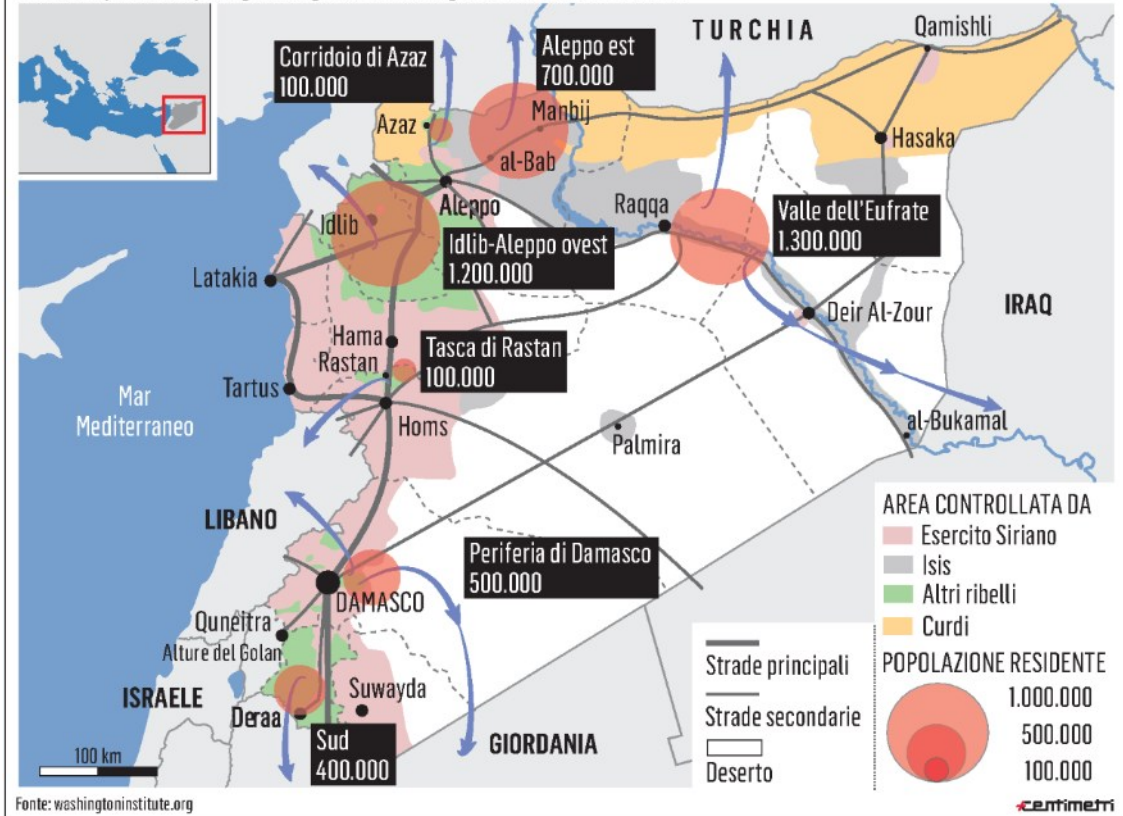 TURCHIA
Qamishli
Corridoio di Azaz
100.000
Aleppo est
700.000
Azaz
Manbij
al-Bab
Hasaka
Aleppo
Raqqa
Valle dell'Eufrate
1.300.000
Idlib
Idlib-Aleppo ovest
1.200.000
Latakia
IRAQ
Deir Al-Zour
Hama
Rastan
Tasca di Rastan
100.000
Tartus
Mar
Mediterraneo
Homs
Palmira
al-Bukamal
LIBANO
Periferia di Damasco
500.000
DAMASCO
Quneitra
Alture del Golan
ISRAELE
Suwayda
Deraa
Sud
400.000
GIORDANIA
100 km
AREA CONTROLLATA DA
Esercito Siriano
Isis
Altri ribelli
Curdi
Strade principali
Strade secondarie
Deserto
POPOLAZIONE RESIDENTE
1.000.000
500.000
100.000
Fonte: washingtoninstitute.org
centimetri